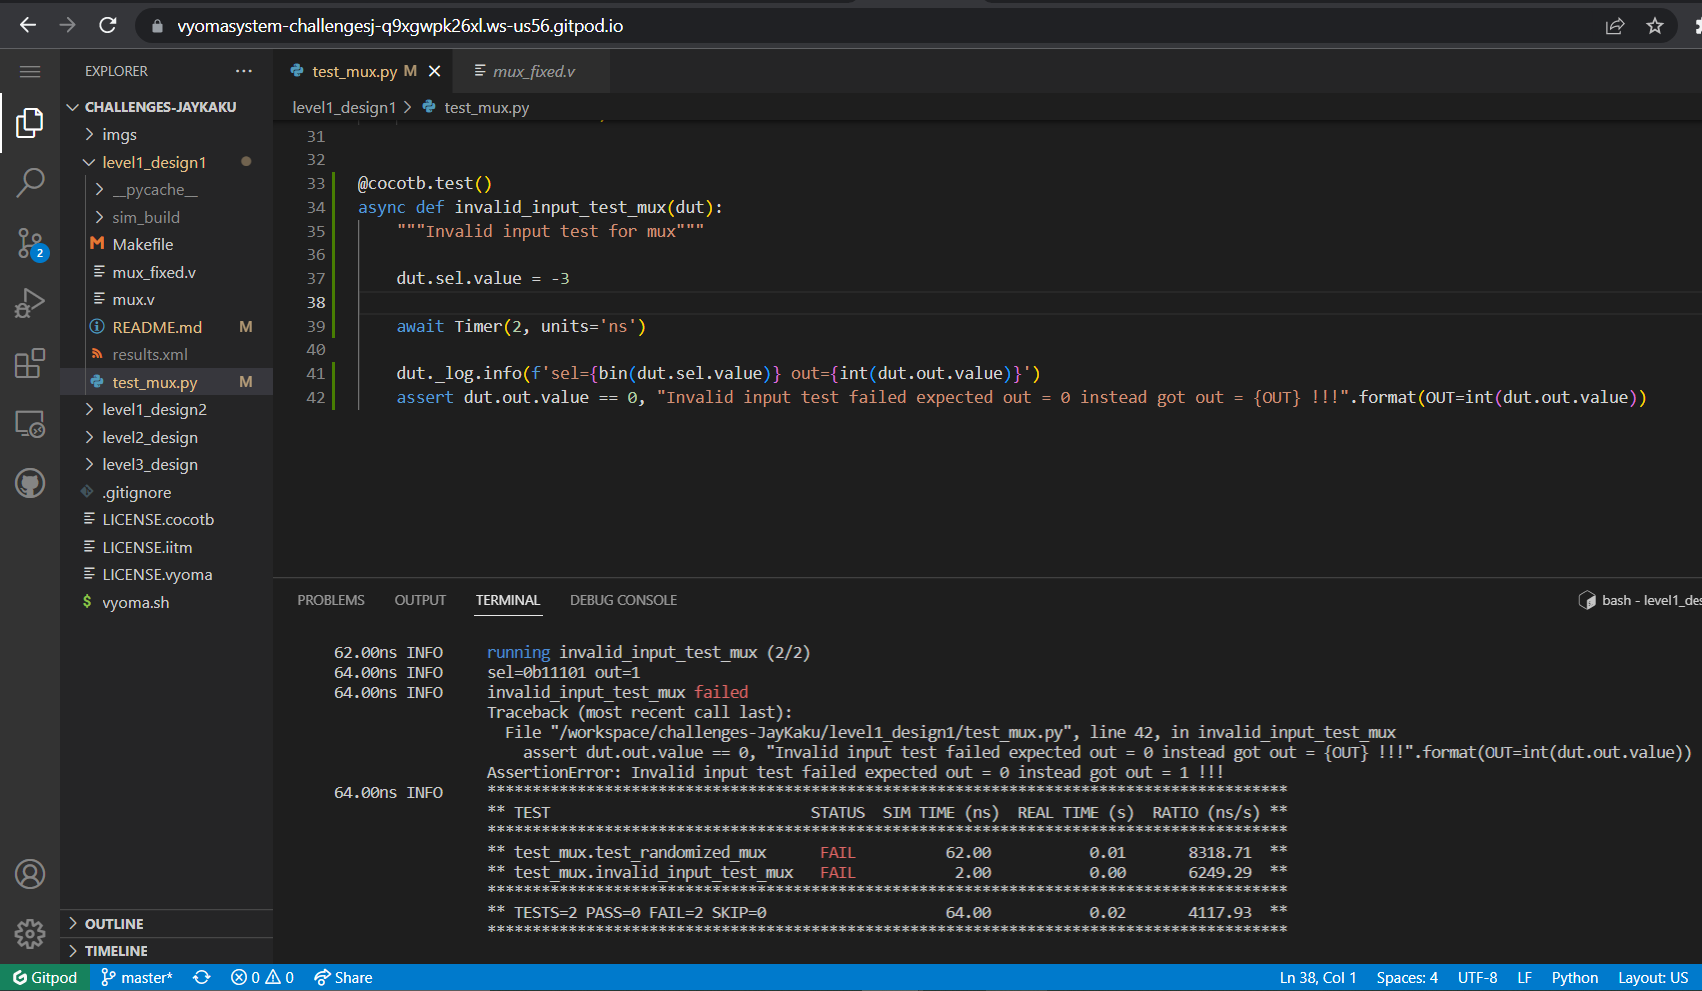 vyomasystem-challengesj-q9xgwpk26xl.ws-us56.gitpod.io
EXPLORER
CHALLENGES-JAYKAKU
imgs
level1_design1
__pycache__
sim_build
Makefile
mux_fixed.v
mux.v
README.md M
results.xml
test_mux.py M
level1_design2
level2_design
level3_design
.gitignore
LICENSE.cocotb
LICENSE.iitm
LICENSE.vyoma
$ vyoma.sh
OUTLINE
TIMELINE
2
test_mux.py M
mux_fixed.v
level1_design1 > test_mux.py
31
32
33 @cocotb.test()
34 async def invalid_input_test_mux(dut):
35 """Invalid input test for mux"""
36
37 dut.sel.value = -3
38
39 await Timer(2, units='ns')
40
41 dut._log.info(f'sel={bin(dut.sel.value)} out={int(dut.out.value)}')
42 assert dut.out.value == 0, "Invalid input test failed expected out = 0 instead got out = {OUT} !!!".format(OUT=int(dut.out.value))
PROBLEMS OUTPUT TERMINAL DEBUG CONSOLE
bash - level1_des
62.00ns INFO running invalid_input_test_mux (2/2)
64.00ns INFO sel=0b11101 out=1
64.00ns INFO invalid_input_test_mux failed
Traceback (most recent call last):
File "/workspace/challenges-JayKaku/level1_design1/test_mux.py", line 42, in invalid_input_test_mux
assert dut.out.value == 0, "Invalid input test failed expected out = 0 instead got out = {OUT} !!!".format(OUT=int(dut.out.value))
AssertionError: Invalid input test failed expected out = 0 instead got out = 1 !!!
64.00ns INFO *****************************************************************************************
** TEST STATUS SIM TIME (ns) REAL TIME (s) RATIO (ns/s) **
*****************************************************************************************
** test_mux.test_randomized_mux FAIL 62.00 0.01 8318.71 **
** test_mux.invalid_input_test_mux FAIL 2.00 0.00 6249.29 **
*****************************************************************************************
** TESTS=2 PASS=0 FAIL=2 SKIP=0 64.00 0.02 4117.93 **
*****************************************************************************************
Gitpod master* 0 0 Share Ln 38, Col 1 Spaces: 4 UTF-8 LF Python Layout: US